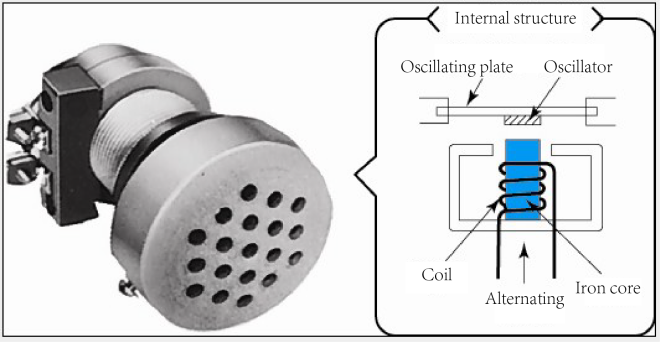 Internal structure
Oscillating plate
Oscillator
Coil
Iron core
Alternating